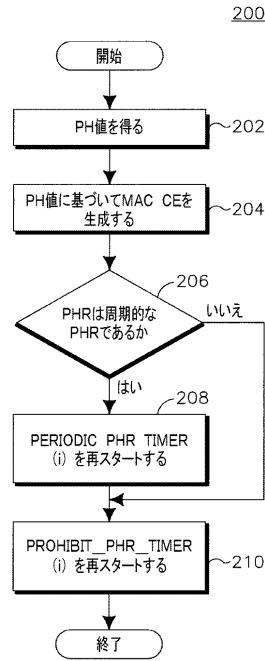 200
開始
PH値を得る
202
PH値に基づいてMAC CEを
生成する
204
206
PHRは周期的な
PHRであるか
いいえ
はい
208
PERIODIC PHR TIMER
(i) を再スタートする
PROHIBIT__PHR__TIMER
(i) を再スタートする
210
終了